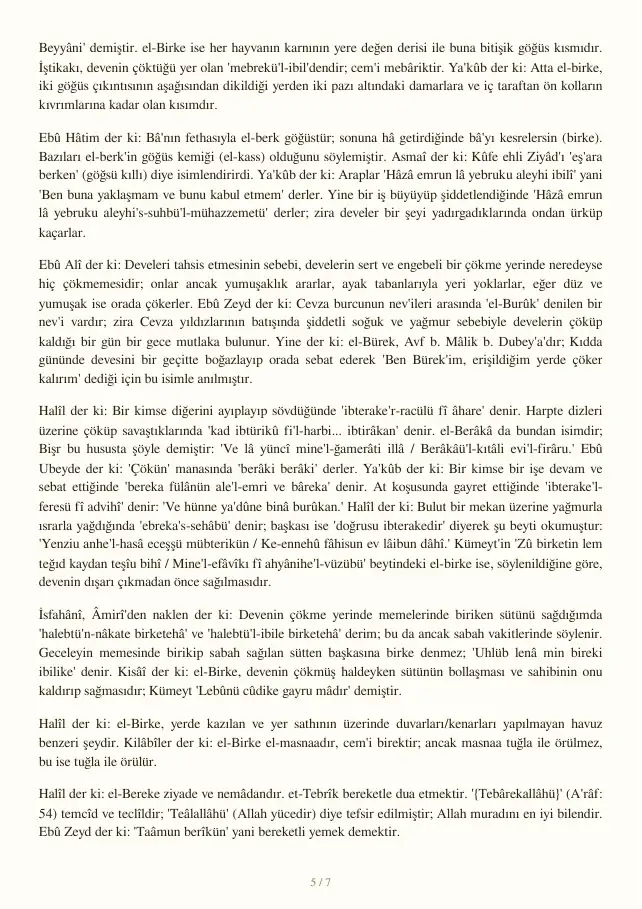 Beyyâni' demiştir. el-Birke ise her hayvanın karnının yere değen derisi ile buna bitişik göğüs kısmıdır.
İştikakı, devenin çöktüğü yer olan 'mebrekü'l-ibil'dendir; cem'i mebâriktir. Ya'kûb der ki: Atta el-birke,
iki göğüs çıkıntısının aşağısından dikildiği yerden iki pazı altındaki damarlara ve iç taraftan ön kolların
kıvrımlarına kadar olan kısımdır.
Ebû Hâtim der ki: Bâ'nın fethasıyla el-berk göğüstür; sonuna hâ getirdiğinde bâ'yı kesrelersin (birke).
Bazıları el-berk'in göğüs kemiği (el-kass) olduğunu söylemiştir. Asmaî der ki: Kûfe ehli Ziyâd'ı 'eş'ara
berken' (göğsü kıllı) diye isimlendirirdi. Ya'kûb der ki: Araplar 'Hâzâ emrun lâ yebruku aleyhi ibilî' yani
'Ben buna yaklaşmam ve bunu kabul etmem' derler. Yine bir iş büyüyüp şiddetlendiğinde 'Hâzâ emrun
lâ yebruku aleyhi's-suhbü'l-mühazzemetü' derler; zira develer bir şeyi yadırgadıklarında ondan ürküp
kaçarlar.
Ebû Alî der ki: Develeri tahsis etmesinin sebebi, develerin sert ve engebeli bir çökme yerinde neredeyse
hiç çökmemesidir; onlar ancak yumuşaklık ararlar, ayak tabanlarıyla yeri yoklarlar, eğer düz ve
yumuşak ise orada çökerler. Ebû Zeyd der ki: Cevza burcunun nev'ileri arasında 'el-Burûk' denilen bir
nev'i vardır; zira Cevza yıldızlarının batışında şiddetli soğuk ve yağmur sebebiyle develerin çöküp
kaldığı bir gün bir gece mutlaka bulunur. Yine der ki: el-Bürek, Avf b. Mâlik b. Dubey'a'dır; Kıdda
gününde devesini bir geçitte boğazlayıp orada sebat ederek 'Ben Bürek'im, erişildiğim yerde çöker
kalırım' dediği için bu isimle anılmıştır.
Halîl der ki: Bir kimse diğerini ayıplayıp sövdüğünde 'ibterake'r-racülü fî âhare' denir. Harpte dizleri
üzerine çöküp savaştıklarında 'kad ibtürikû fi'l-harbi... ibtirâkan' denir. el-Berâkâ da bundan isimdir;
Bişr bu hususta şöyle demiştir: 'Ve lâ yüncî mine'l-ğamerâti illâ / Berâkâü'l-kıtâli evi'l-firâru.' Ebû
Ubeyde der ki: 'Çökün' manasında 'berâki berâki' derler. Ya'kûb der ki: Bir kimse bir işe devam ve
sebat ettiğinde 'bereka fülânün ale'l-emri ve bâreka' denir. At koşusunda gayret ettiğinde 'ibterake'l-
feresü fî advihî' denir: 'Ve hünne ya'dûne binâ burûkan.' Halîl der ki: Bulut bir mekan üzerine yağmurla
ısrarla yağdığında 'ebreka's-sehâbü' denir; başkası ise 'doğrusu ibterakedir' diyerek şu beyti okumuştur:
'Yenziu anhe'l-hasâ eceşşü mübterikün / Ke-ennehû fâhisun ev lâibun dâhî.' Kümeyt'in 'Zû birketin lem
teğıd kaydan teşîu bihî / Mine'l-efâvîkı fî ahyânihe'l-vüzübü' beytindeki el-birke ise, söylenildiğine göre,
devenin dışarı çıkmadan önce sağılmasıdır.
İsfahânî, Âmirî'den naklen der ki: Devenin çökme yerinde memelerinde biriken sütünü sağdığımda
'halebtü'n-nâkate birketehâ' ve 'halebtü'l-ibile birketehâ' derim; bu da ancak sabah vakitlerinde söylenir.
Geceleyin memesinde birikip sabah sağılan sütten başkasına birke denmez; 'Uhlüb lenâ min bireki
ibilike' denir. Kisâî der ki: el-Birke, devenin çökmüş haldeyken sütünün bollaşması ve sahibinin onu
kaldırıp sağmasıdır; Kümeyt 'Lebûnü cûdike gayru mâdır' demiştir.
Halîl der ki: el-Birke, yerde kazılan ve yer sathının üzerinde duvarları/kenarları yapılmayan havuz
benzeri şeydir. Kilâbîler der ki: el-Birke el-masnaadır, cem'i birektir; ancak masnaa tuğla ile örülmez,
bu ise tuğla ile örülür.
Halîl der ki: el-Bereke ziyade ve nemâdandır. et-Tebrîk bereketle dua etmektir. '{Tebârekallâhü}' (A'râf:
54) temcîd ve teclîldir; 'Teâlallâhü' (Allah yücedir) diye tefsir edilmiştir; Allah muradını en iyi bilendir.
Ebû Zeyd der ki: 'Taâmun berîkün' yani bereketli yemek demektir.
5 / 7